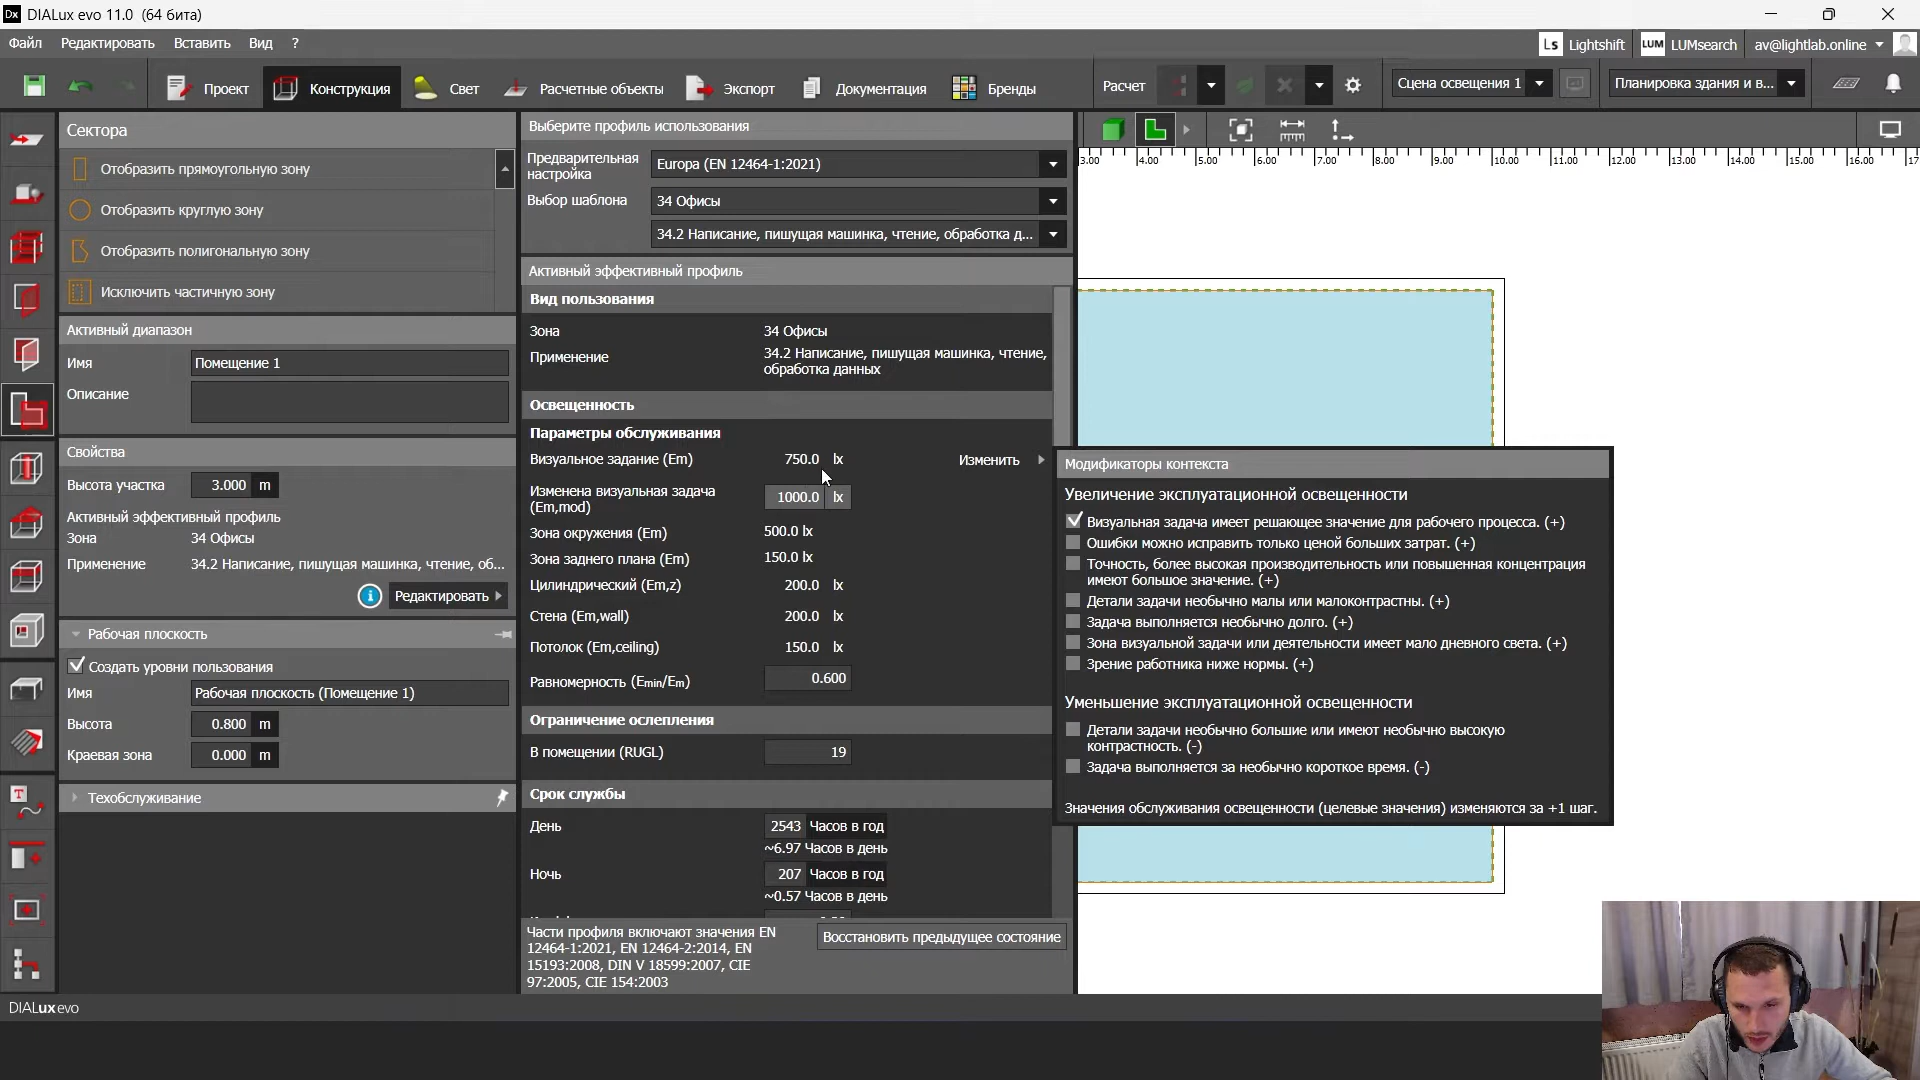 DIALux evo 11.0 (64 бита)
Файл Редактировать Вставить Вид ?
Ls Lightshift LUM LUMsearch av@lightlab.online
Проект Конструкция Свет Расчетные объекты Экспорт Документация Бренды Расчет Сцена освещения 1 Планировка здания и в...
Сектора
Отобразить прямоугольную зону
Отобразить круглую зону
Отобразить полигональную зону
Исключить частичную зону
Активный диапазон
Имя Помещение 1
Описание
Свойства
Высота участка 3.000 m
Активный эффективный профиль
Зона 34 Офисы
Применение 34.2 Написание, пишущая машинка, чтение, об...
Редактировать
Рабочая плоскость
Создать уровни пользования
Имя Рабочая плоскость (Помещение 1)
Высота 0.800 m
Краевая зона 0.000 m
Техобслуживание
Выберите профиль использования
Предварительная
настройка Europa (EN 12464-1:2021)
Выбор шаблона 34 Офисы
34.2 Написание, пишущая машинка, чтение, обработка д...
Активный эффективный профиль
Вид пользования
Зона 34 Офисы
Применение 34.2 Написание, пишущая машинка, чтение,
обработка данных
Освещенность
Параметры обслуживания
Визуальное задание (Em) 750.0 lx Изменить
Изменена визуальная задача
(Em,mod) 1000.0 lx
Зона окружения (Em) 500.0 lx
Зона заднего плана (Em) 150.0 lx
Цилиндрический (Em,z) 200.0 lx
Стена (Em,wall) 200.0 lx
Потолок (Em,ceiling) 150.0 lx
Равномерность (Emin/Em) 0.600
Ограничение ослепления
В помещении (RUGL) 19
Срок службы
День 2543 Часов в год
~6.97 Часов в день
Ночь 207 Часов в год
~0.57 Часов в день
Части профиля включают значения EN
12464-1:2021, EN 12464-2:2014, EN
15193:2008, DIN V 18599:2007, CIE
97:2005, CIE 154:2003
Восстановить предыдущее состояние
3.00 4.00 5.00 6.00 7.00 8.00 9.00 10.00 11.00 12.00 13.00 14.00 15.00 16.00 17
Модификаторы контекста
Увеличение эксплуатационной освещенности
Визуальная задача имеет решающее значение для рабочего процесса. (+)
Ошибки можно исправить только ценой больших затрат. (+)
Точность, более высокая производительность или повышенная концентрация
имеют большое значение. (+)
Детали задачи необычно малы или малоконтрастны. (+)
Задача выполняется необычно долго. (+)
Зона визуальной задачи или деятельности имеет мало дневного света. (+)
Зрение работника ниже нормы. (+)
Уменьшение эксплуатационной освещенности
Детали задачи необычно большие или имеют необычно высокую
контрастность. (-)
Задача выполняется за необычно короткое время. (-)
Значения обслуживания освещенности (целевые значения) изменяются за +1 шаг.
DIALux evo